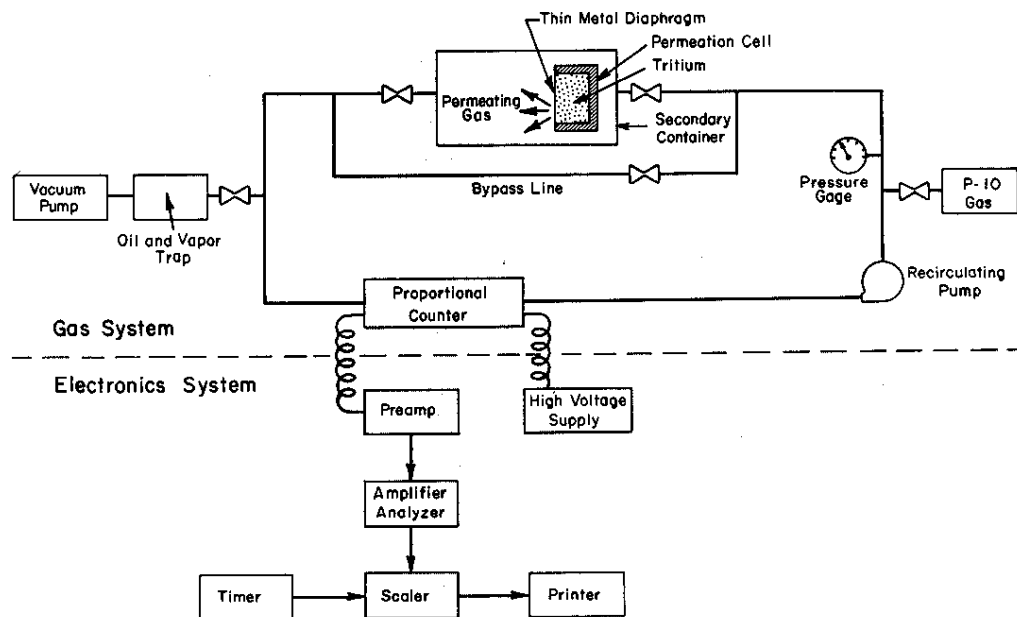 Thin Metal Diaphragm
Permeation Cell
Tritium
Permeating
Gas
Secondary
Container
Bypass Line
Vacuum
Pump
Oil and Vapor
Trap
Pressure
Gage
P-10
Gas
Recirculating
Pump
Proportional
Counter
Gas System
Electronics System
Preamp
High Voltage
Supply
Amplifier
Analyzer
Timer
Scaler
Printer